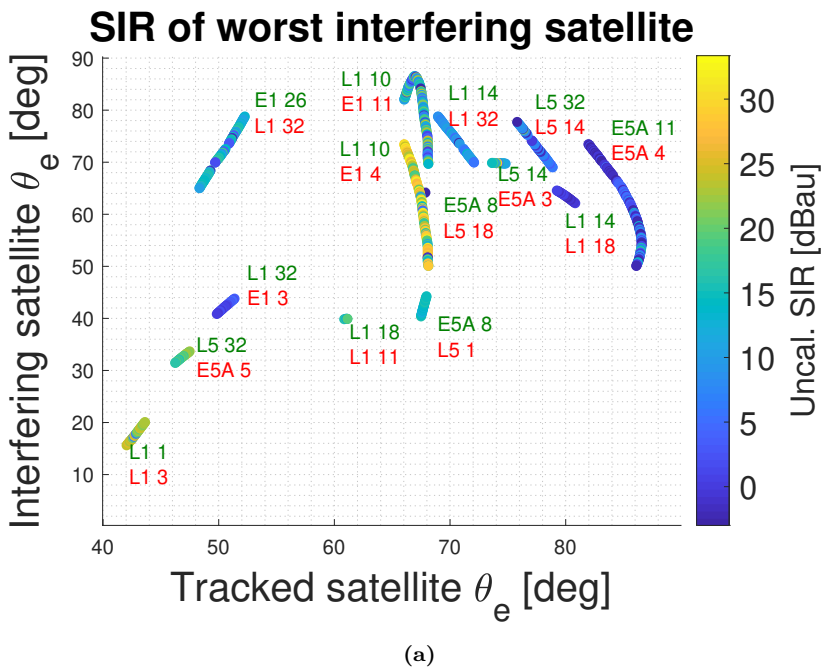 SIR of worst interfering satellite
Interfering satellite θ_e [deg]
90
80
70
60
50
40
30
20
10
E1 26
L1 32
L1 10
E1 11
L1 14
L1 32
L5 32
L5 14
E5A 11
E5A 4
L1 10
E1 4
L5 14
E5A 3
E5A 8
L5 18
L1 14
L1 18
L1 32
E1 3
L1 18
L1 11
E5A 8
L5 1
L5 32
E5A 5
L1 1
L1 3
40
50
60
70
80
Tracked satellite θ_e [deg]
30
25
20
15
10
5
0
Uncal. SIR [dBau]
(a)